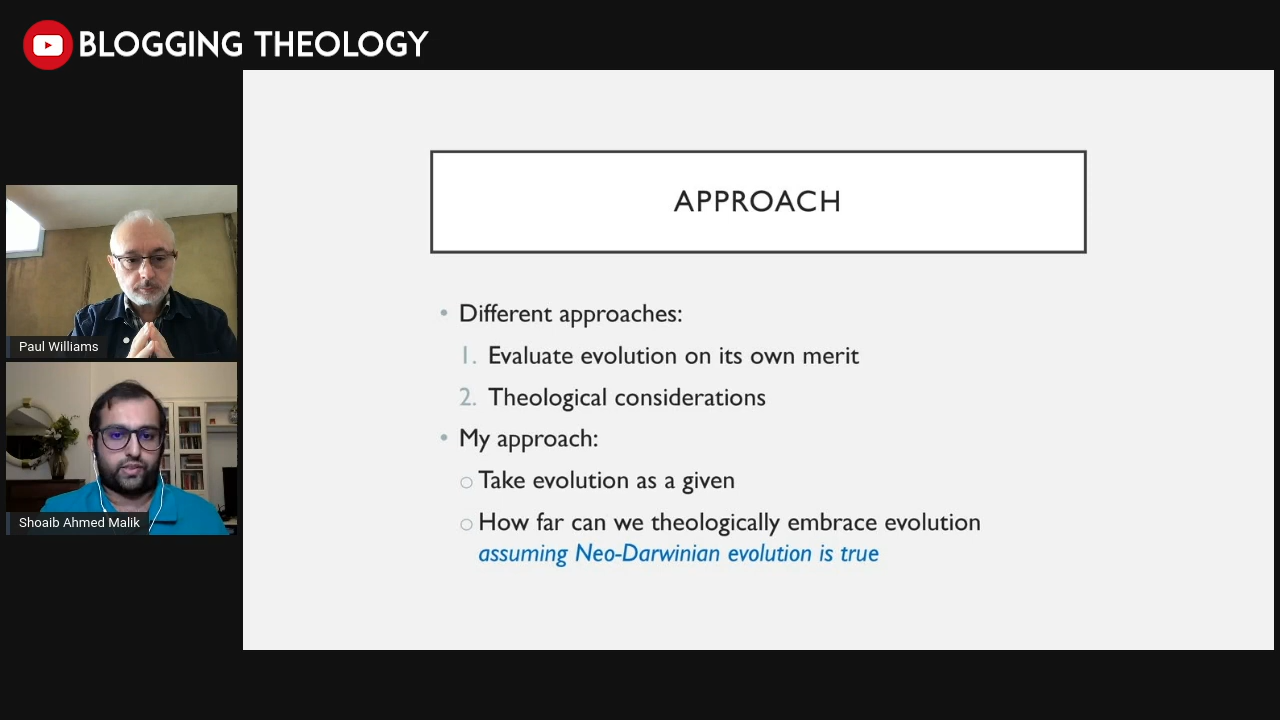 BLOGGING THEOLOGY
APPROACH
• Different approaches:
1. Evaluate evolution on its own merit
2. Theological considerations
• My approach:
○ Take evolution as a given
○ How far can we theologically embrace evolution
assuming Neo-Darwinian evolution is true
Paul Williams
Shoaib Ahmed Malik